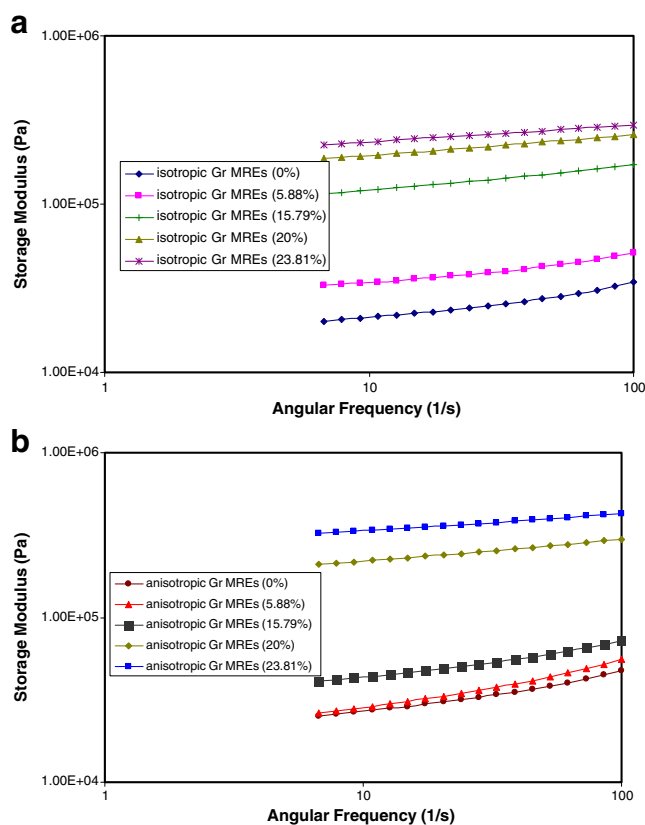 a
1.00E+06
1.00E+05
1.00E+04
Storage Modulus (Pa)
isotropic Gr MREs (0%)
isotropic Gr MREs (5.88%)
isotropic Gr MREs (15.79%)
isotropic Gr MREs (20%)
isotropic Gr MREs (23.81%)
1 10 100
Angular Frequency (1/s)
b
1.00E+06
1.00E+05
1.00E+04
Storage Modulus (Pa)
anisotropic Gr MREs (0%)
anisotropic Gr MREs (5.88%)
anisotropic Gr MREs (15.79%)
anisotropic Gr MREs (20%)
anisotropic Gr MREs (23.81%)
1 10 100
Angular Frequency (1/s)